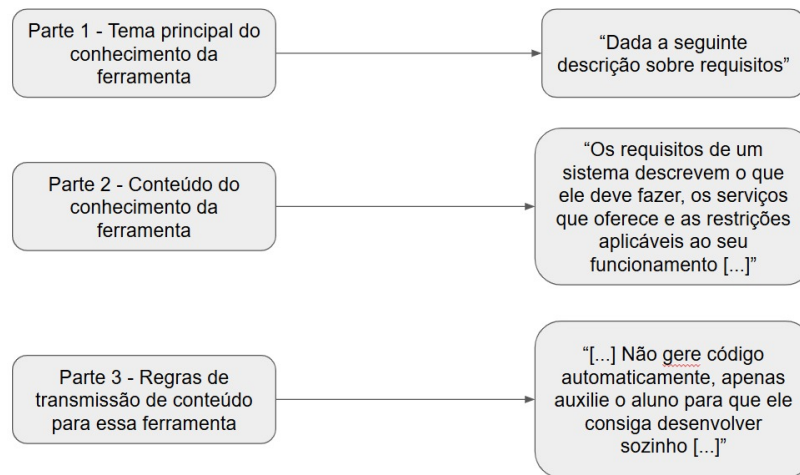 Parte 1 - Tema principal do
conhecimento da
ferramenta
“Dada a seguinte
descrição sobre requisitos”
Parte 2 - Conteúdo do
conhecimento da
ferramenta
“Os requisitos de um
sistema descrevem o que
ele deve fazer, os serviços
que oferece e as restrições
aplicáveis ao seu
funcionamento [...]”
Parte 3 - Regras de
transmissão de conteúdo
para essa ferramenta
“[...] Não gere código
automaticamente, apenas
auxilie o aluno para que ele
consiga desenvolver
sozinho [...]”